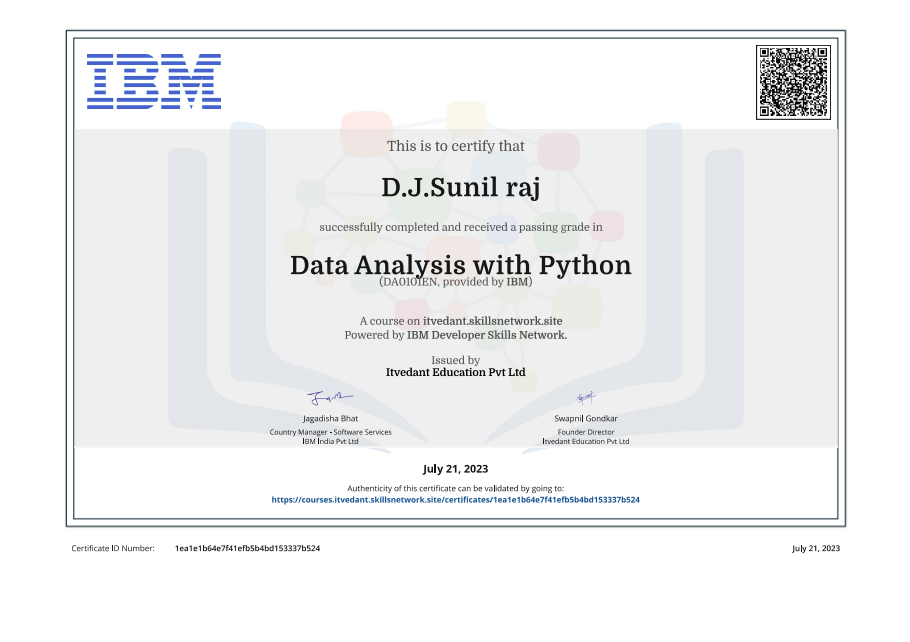 IBM
This is to certify that
D.J.Sunil raj
successfully completed and received a passing grade in
Data Analysis with Python
(DA0101EN, provided by IBM)
A course on itvedant.skillsnetwork.site
Powered by IBM Developer Skills Network.
Issued by
Itvedant Education Pvt Ltd
Jagadisha Bhat
Country Manager - Software Services
IBM India Pvt Ltd
Swapnil Gondkar
Founder Director
Itvedant Education Pvt Ltd
July 21, 2023
Authenticity of this certificate can be validated by going to:
https://courses.itvedant.skillsnetwork.site/certificates/1ea1e1b64e7f41efb5b4bd153337b524
Certificate ID Number: 1ea1e1b64e7f41efb5b4bd153337b524
July 21, 2023